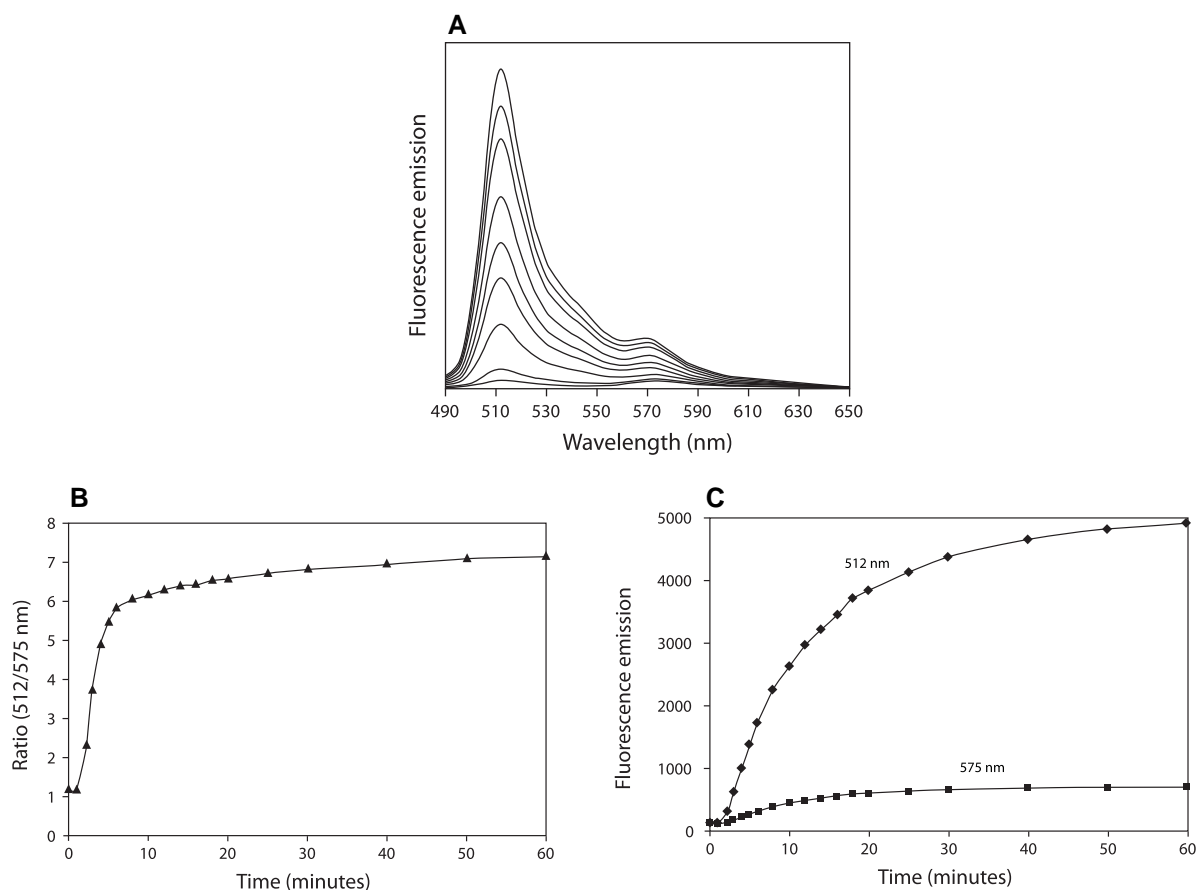 A
Fluorescence emission
490 510 530 550 570 590 610 630 650
Wavelength (nm)
B
Ratio (512/575 nm)
8
7
6
5
4
3
2
1
0
0 10 20 30 40 50 60
Time (minutes)
C
Fluorescence emission
5000
4000
3000
2000
1000
0
512 nm
575 nm
0 10 20 30 40 50 60
Time (minutes)